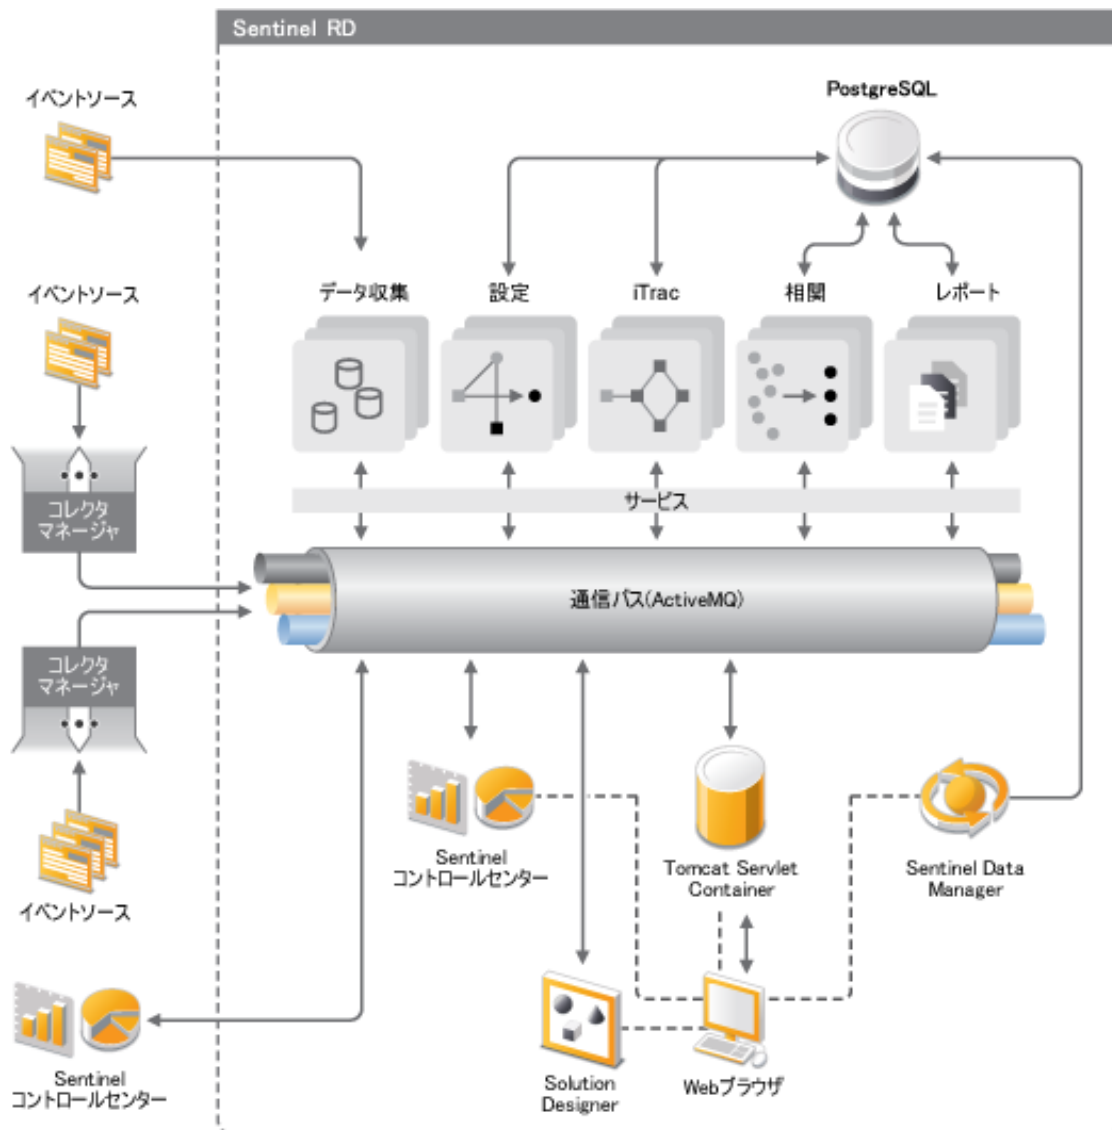 Sentinel RD
イベントソース
PostgreSQL
イベントソース
データ収集
設定
iTrac
相関
レポート
サービス
コレクタ
マネージャ
通信バス(ActiveMQ)
コレクタ
マネージャ
イベントソース
Sentinel
コントロールセンター
Tomcat Servlet
Container
Sentinel Data
Manager
Sentinel
コントロールセンター
Solution
Designer
Webブラウザ